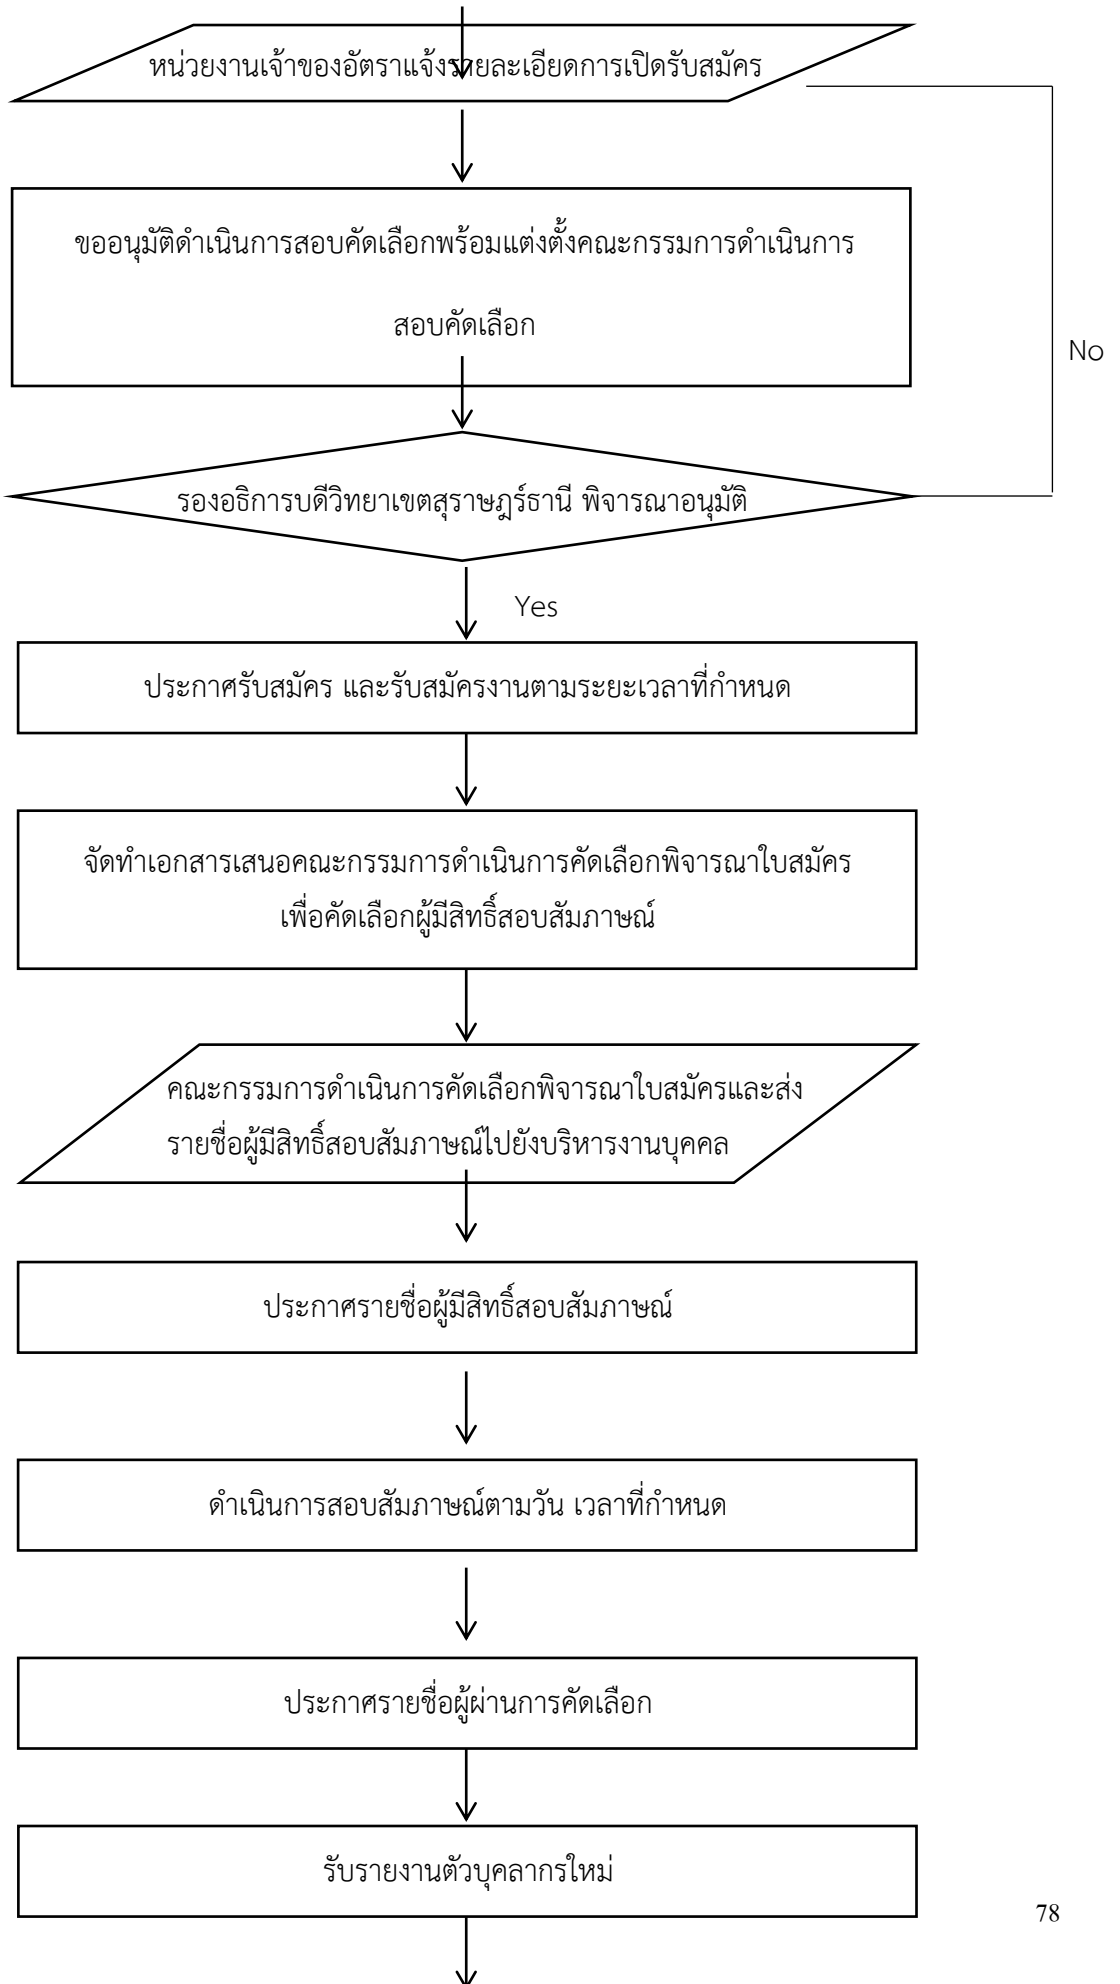 หน่วยงานเจ้าของอัตราแจ้งรายละเอียดการเปิดรับสมัคร
ขออนุมัติดำเนินการสอบคัดเลือกพร้อมแต่งตั้งคณะกรรมการดำเนินการ
สอบคัดเลือก
No
รองอธิการบดีวิทยาเขตสุราษฎร์ธานี พิจารณาอนุมัติ
Yes
ประกาศรับสมัคร และรับสมัครงานตามระยะเวลาที่กำหนด
จัดทำเอกสารเสนอคณะกรรมการดำเนินการคัดเลือกพิจารณาใบสมัคร
เพื่อคัดเลือกผู้มีสิทธิ์สอบสัมภาษณ์
คณะกรรมการดำเนินการคัดเลือกพิจารณาใบสมัครและส่ง
รายชื่อผู้มีสิทธิ์สอบสัมภาษณ์ไปยังบริหารงานบุคคล
ประกาศรายชื่อผู้มีสิทธิ์สอบสัมภาษณ์
ดำเนินการสอบสัมภาษณ์ตามวัน เวลาที่กำหนด
ประกาศรายชื่อผู้ผ่านการคัดเลือก
รับรายงานตัวบุคลากรใหม่
78